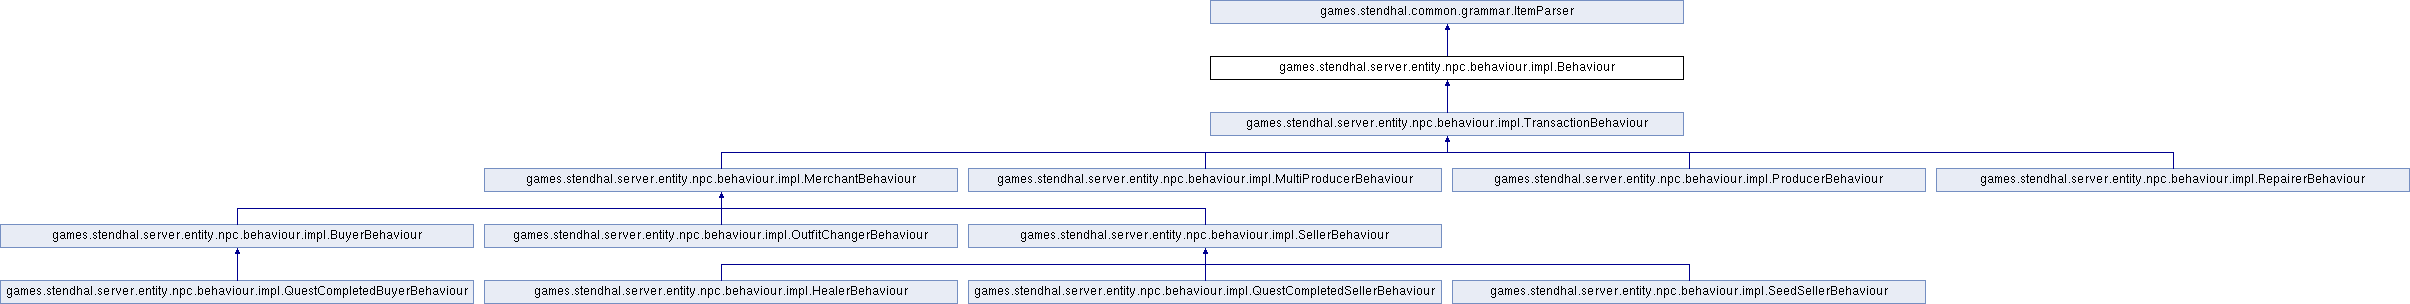 games.stendhal.common.grammar.ItemParser
games.stendhal.server.entity.npc.behaviour.impl.Behaviour
games.stendhal.server.entity.npc.behaviour.impl.TransactionBehaviour
games.stendhal.server.entity.npc.behaviour.impl.MerchantBehaviour
games.stendhal.server.entity.npc.behaviour.impl.MultiProducerBehaviour
games.stendhal.server.entity.npc.behaviour.impl.ProducerBehaviour
games.stendhal.server.entity.npc.behaviour.impl.RepairerBehaviour
games.stendhal.server.entity.npc.behaviour.impl.BuyerBehaviour
games.stendhal.server.entity.npc.behaviour.impl.OutfitChangerBehaviour
games.stendhal.server.entity.npc.behaviour.impl.SellerBehaviour
games.stendhal.server.entity.npc.behaviour.impl.QuestCompletedBuyerBehaviour
games.stendhal.server.entity.npc.behaviour.impl.HealerBehaviour
games.stendhal.server.entity.npc.behaviour.impl.QuestCompletedSellerBehaviour
games.stendhal.server.entity.npc.behaviour.impl.SeedSellerBehaviour